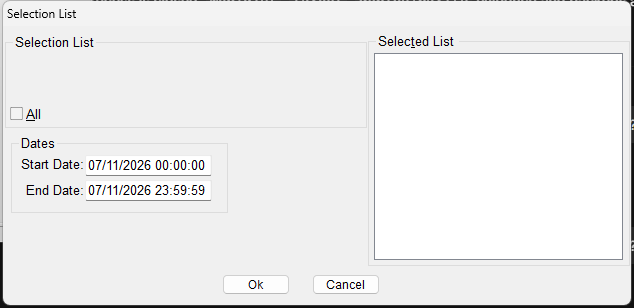 Selection List
Selection List
Selected List
All
Dates
Start Date: 07/11/2026 00:00:00
End Date: 07/11/2026 23:59:59
Ok
Cancel